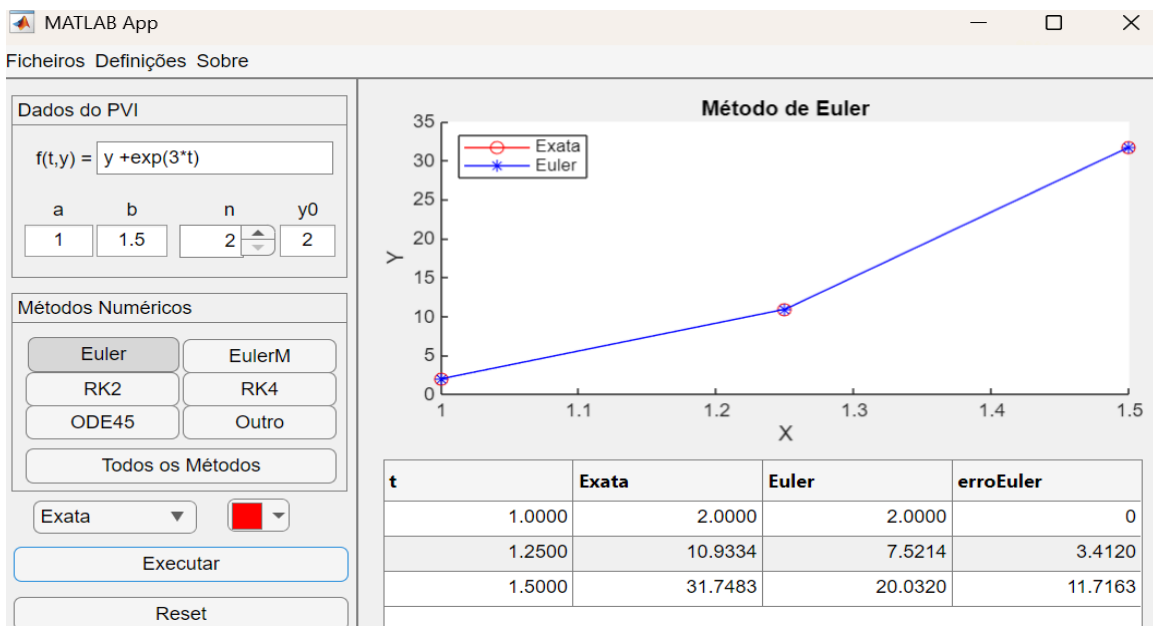 MATLAB App
Ficheiros Definições Sobre
Dados do PVI
f(t,y) = y +exp(3*t)
a b n y0
1 1.5 2 2
Métodos Numéricos
Euler EulerM
RK2 RK4
ODE45 Outro
Todos os Métodos
Exata
Executar
Reset
Método de Euler
Exata
Euler
35
30
25
20
15
10
5
0
Y
1 1.1 1.2 1.3 1.4 1.5
X
t Exata Euler erroEuler
1.0000 2.0000 2.0000 0
1.2500 10.9334 7.5214 3.4120
1.5000 31.7483 20.0320 11.7163